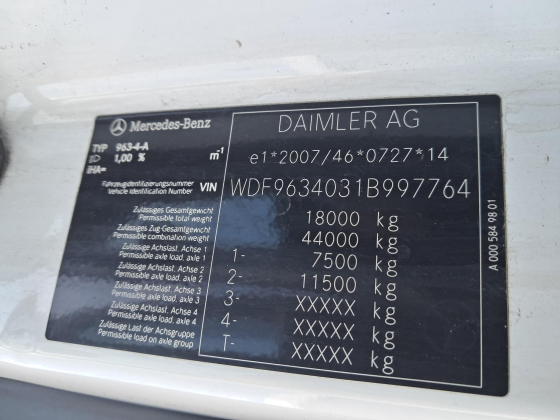 Mercedes-Benz DAIMLER AG
TYP 963-4-A
1,00 % m⁻¹ e1*2007/46*0727*14
iHA=
Fahrzeugidentifizierungsnummer
Vehicle Identification Number VIN WDF9634031B997764
Zulässiges Gesamtgewicht
Permissible total weight 18000 kg
Zulässiges Zug-Gesamtgewicht
Permissible combination weight 44000 kg
Zulässige Achslast. Achse 1
Permissible axle load. axle 1 1- 7500 kg
Zulässige Achslast. Achse 2
Permissible axle load. axle 2 2- 11500 kg
Zulässige Achslast. Achse 3
Permissible axle load. axle 3 3- XXXXX kg
Zulässige Achslast. Achse 4
Permissible axle load. axle 4 4- XXXXX kg
Zulässige Last der Achsgruppe
Permissible load on axle group T- XXXXX kg
A 000 584 98 01